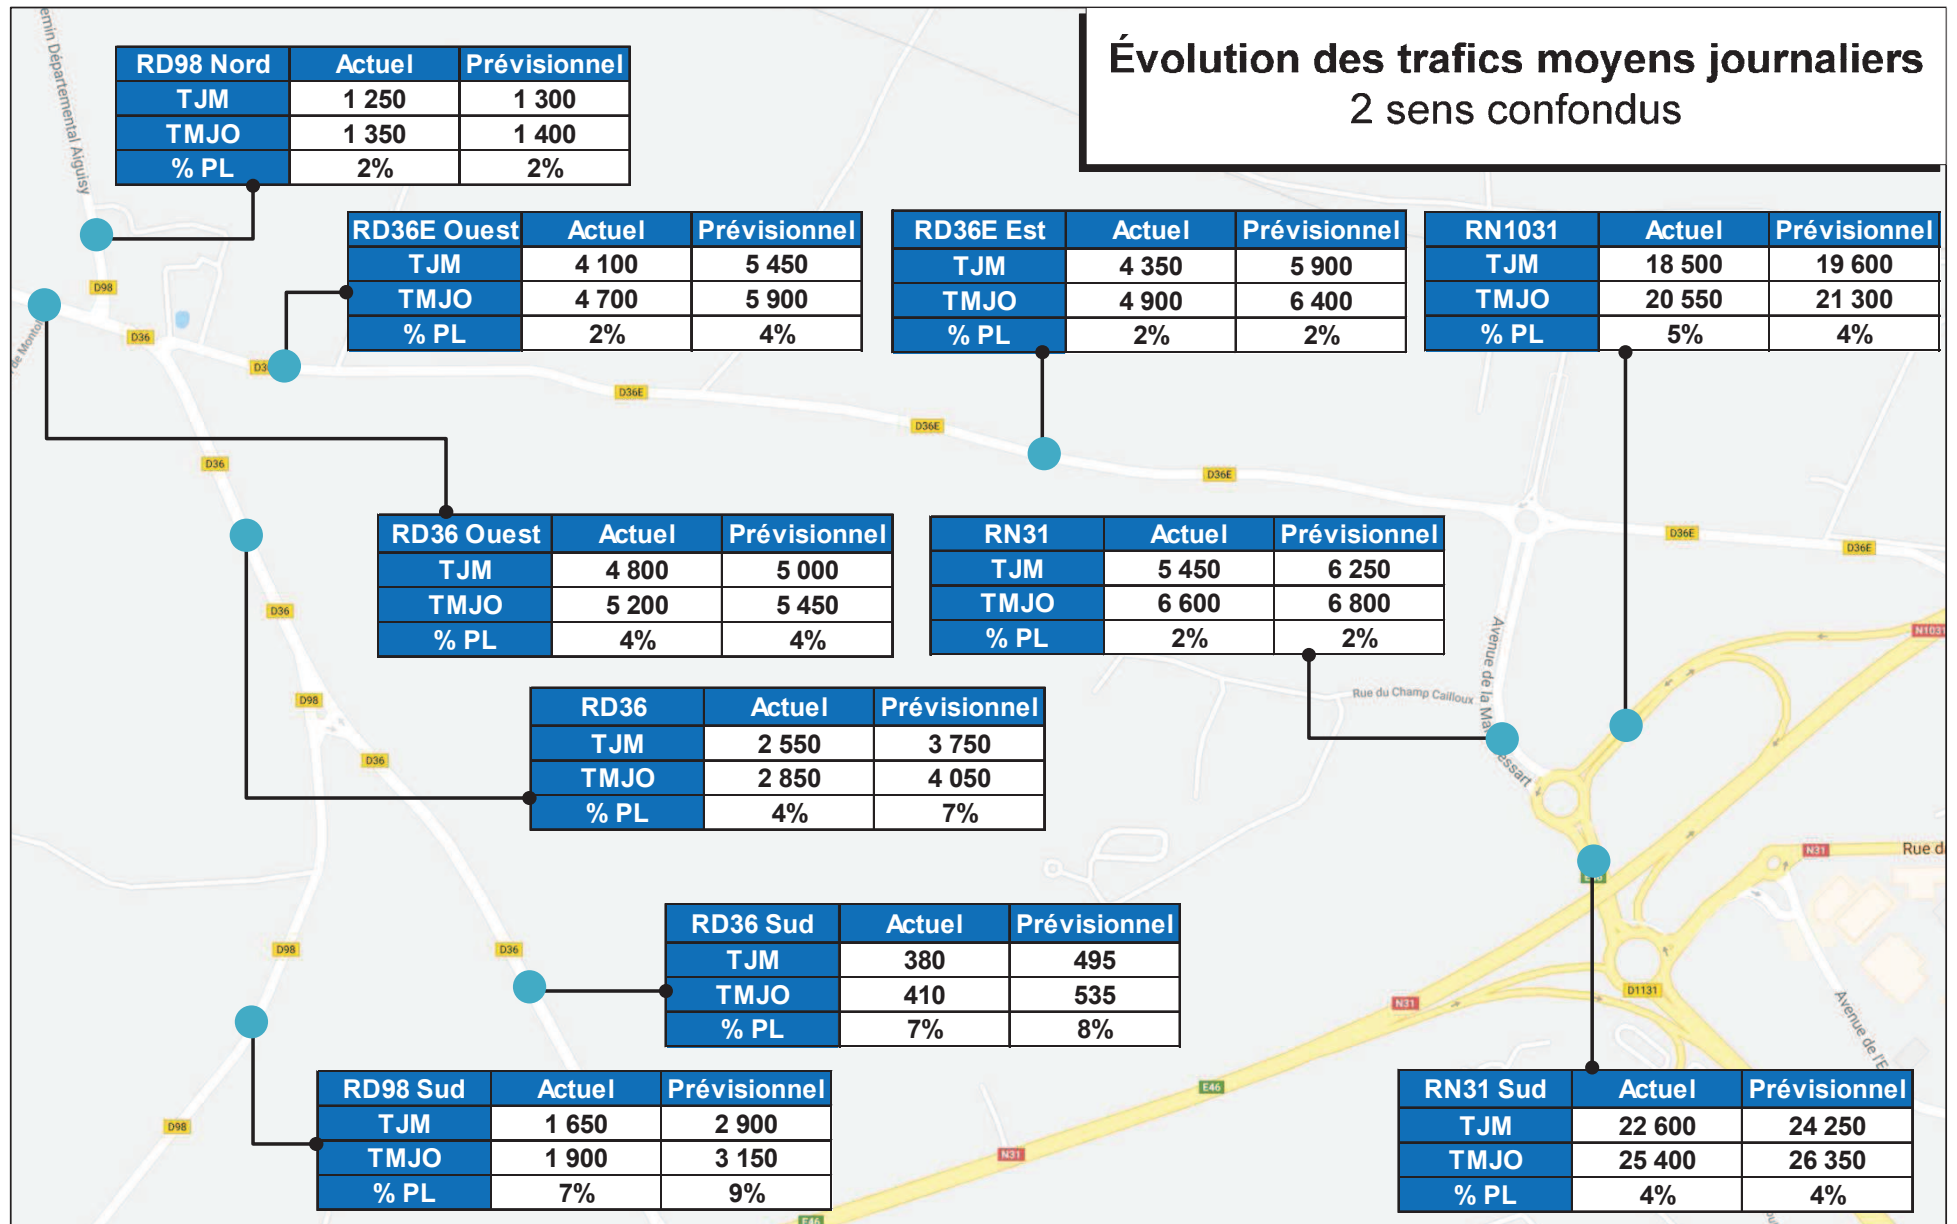 Évolution des trafics moyens journaliers
2 sens confondus
RD98 Nord Actuel Prévisionnel
TJM 1 250 1 300
TMJO 1 350 1 400
% PL 2% 2%
RD36E Ouest Actuel Prévisionnel
TJM 4 100 5 450
TMJO 4 700 5 900
% PL 2% 4%
RD36E Est Actuel Prévisionnel
TJM 4 350 5 900
TMJO 4 900 6 400
% PL 2% 2%
RN1031 Actuel Prévisionnel
TJM 18 500 19 600
TMJO 20 550 21 300
% PL 5% 4%
RD36 Ouest Actuel Prévisionnel
TJM 4 800 5 000
TMJO 5 200 5 450
% PL 4% 4%
RN31 Actuel Prévisionnel
TJM 5 450 6 250
TMJO 6 600 6 800
% PL 2% 2%
RD36 Actuel Prévisionnel
TJM 2 550 3 750
TMJO 2 850 4 050
% PL 4% 7%
RD36 Sud Actuel Prévisionnel
TJM 380 495
TMJO 410 535
% PL 7% 8%
RD98 Sud Actuel Prévisionnel
TJM 1 650 2 900
TMJO 1 900 3 150
% PL 7% 9%
RN31 Sud Actuel Prévisionnel
TJM 22 600 24 250
TMJO 25 400 26 350
% PL 4% 4%
emin Départemental Aiguisy
D98
D36
D36E
D36E
D36E
D36E
D36E
D36
D36
D98
D36
D98
D36
D98
N1031
Rue du Champ Cailloux
Avenue de la Ma
essart
N31
Rue d
N31
D1131
Avenue de l'E
E46
N31
E46